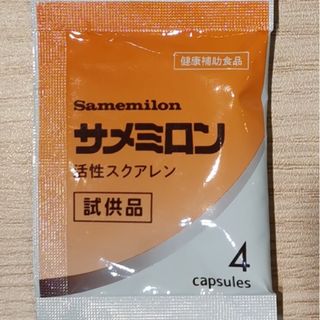 健康補助食品
Samemilon
サメミロン
活性スクアレン
試供品
4
capsules